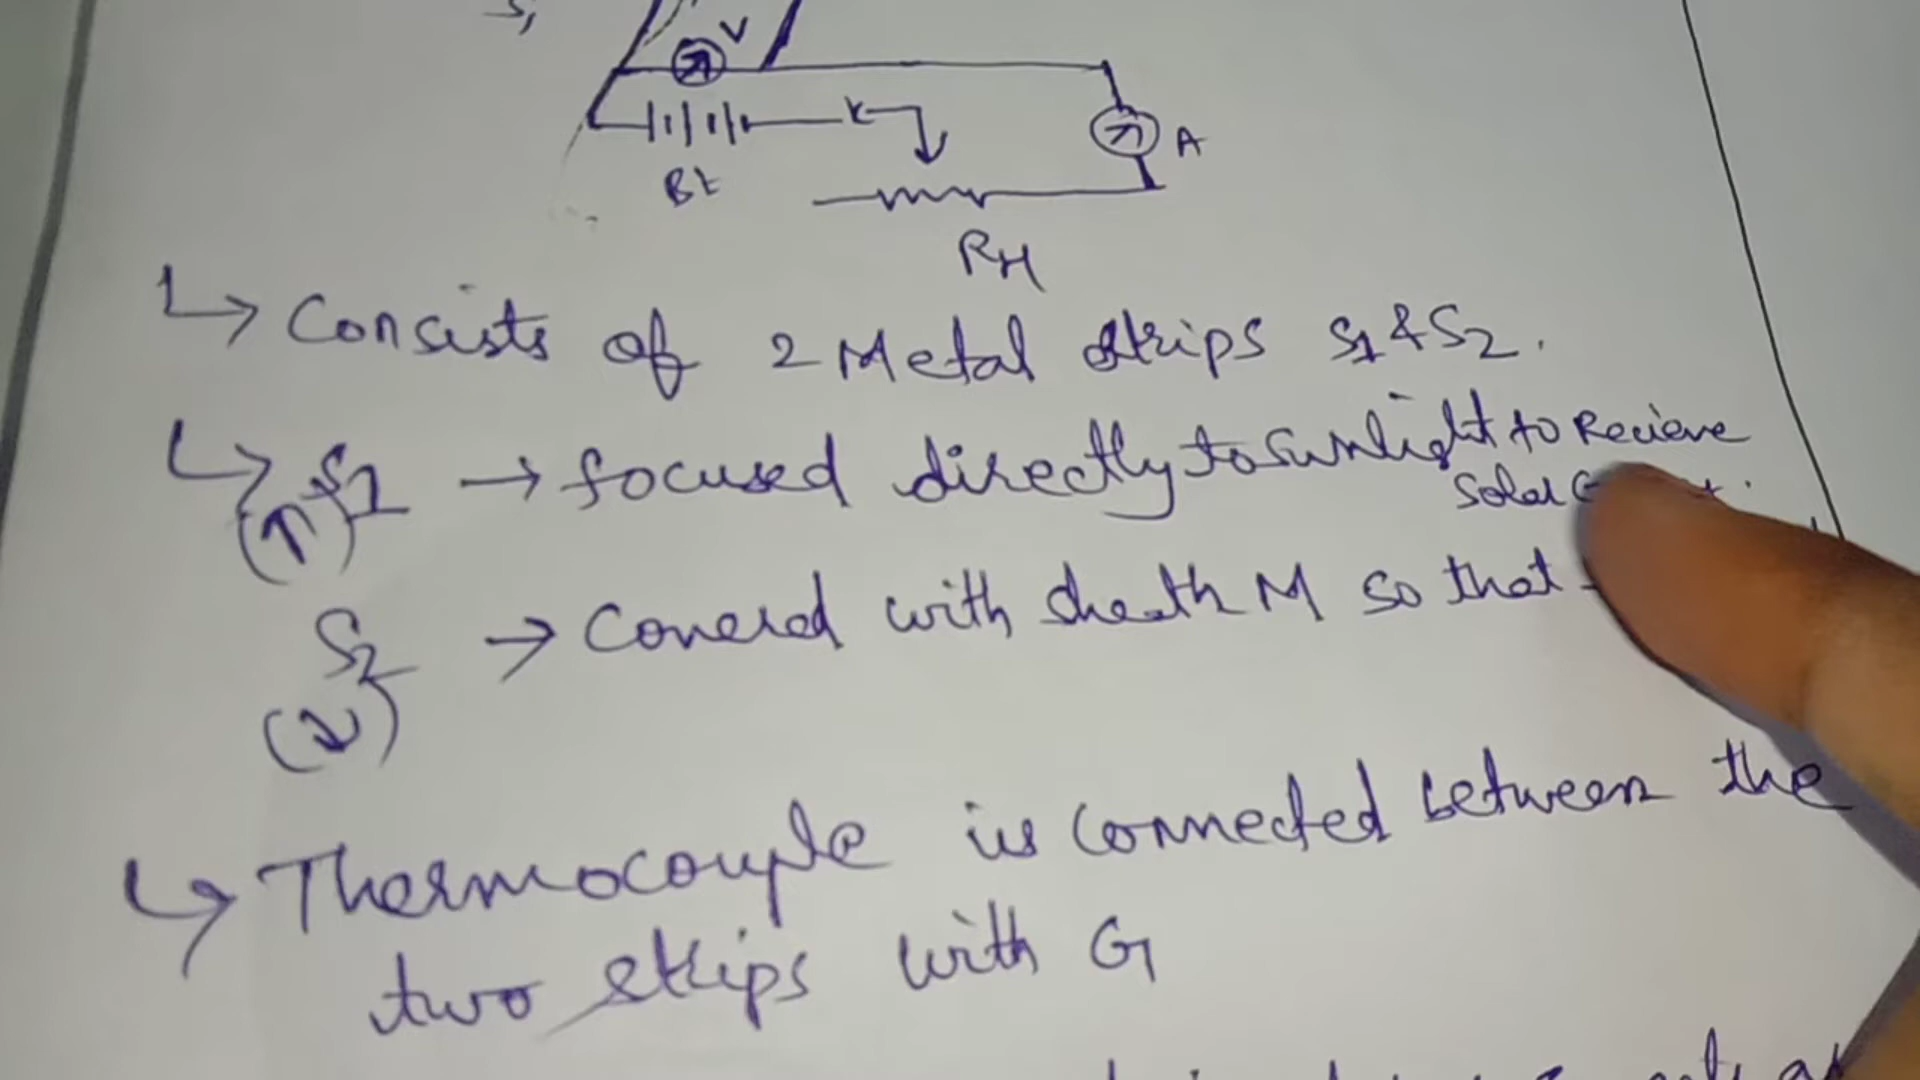 S1
V
K
A
Bt
RH
↳ Consists of 2 Metal strips S1 & S2.
↳ S1 → focused directly to sunlight to Recieve
solar
(↑)
S2 → Covered with sheath M so that
(↓)
↳ Thermocouple is connected between the
two strips with G